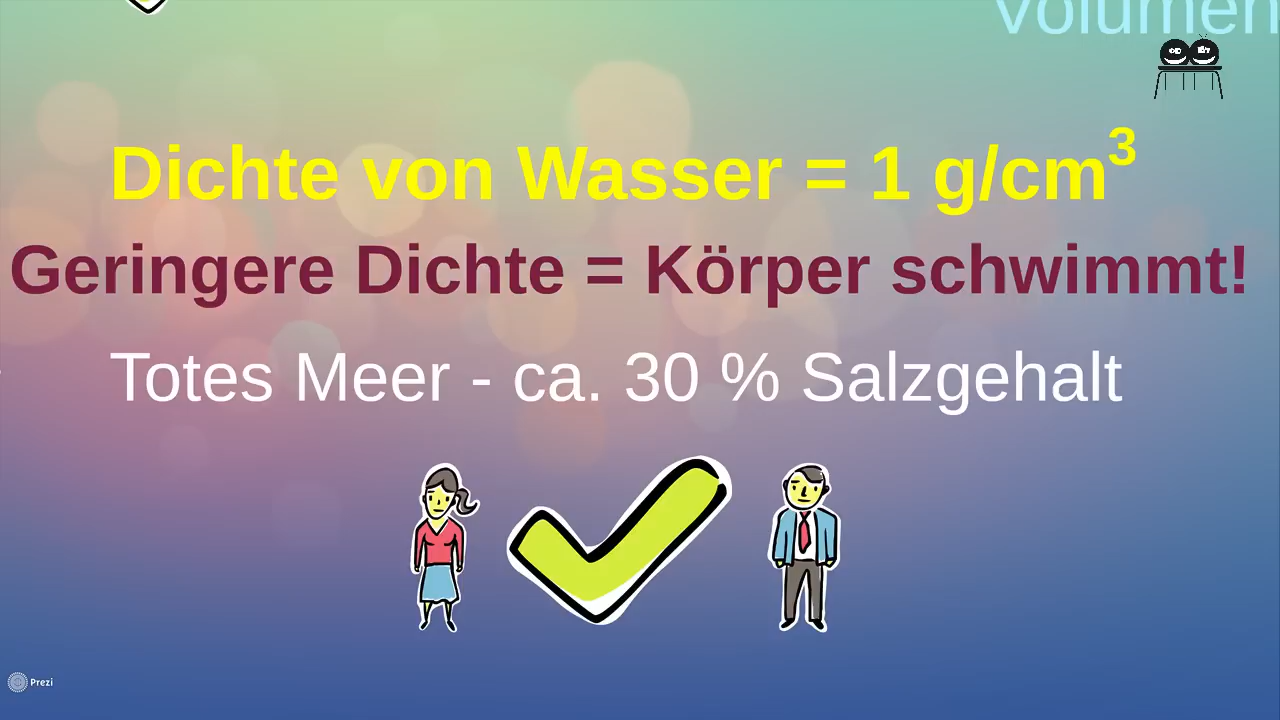 Volumen
Dichte von Wasser = 1 g/cm³
Geringere Dichte = Körper schwimmt!
Totes Meer - ca. 30 % Salzgehalt
Prezi